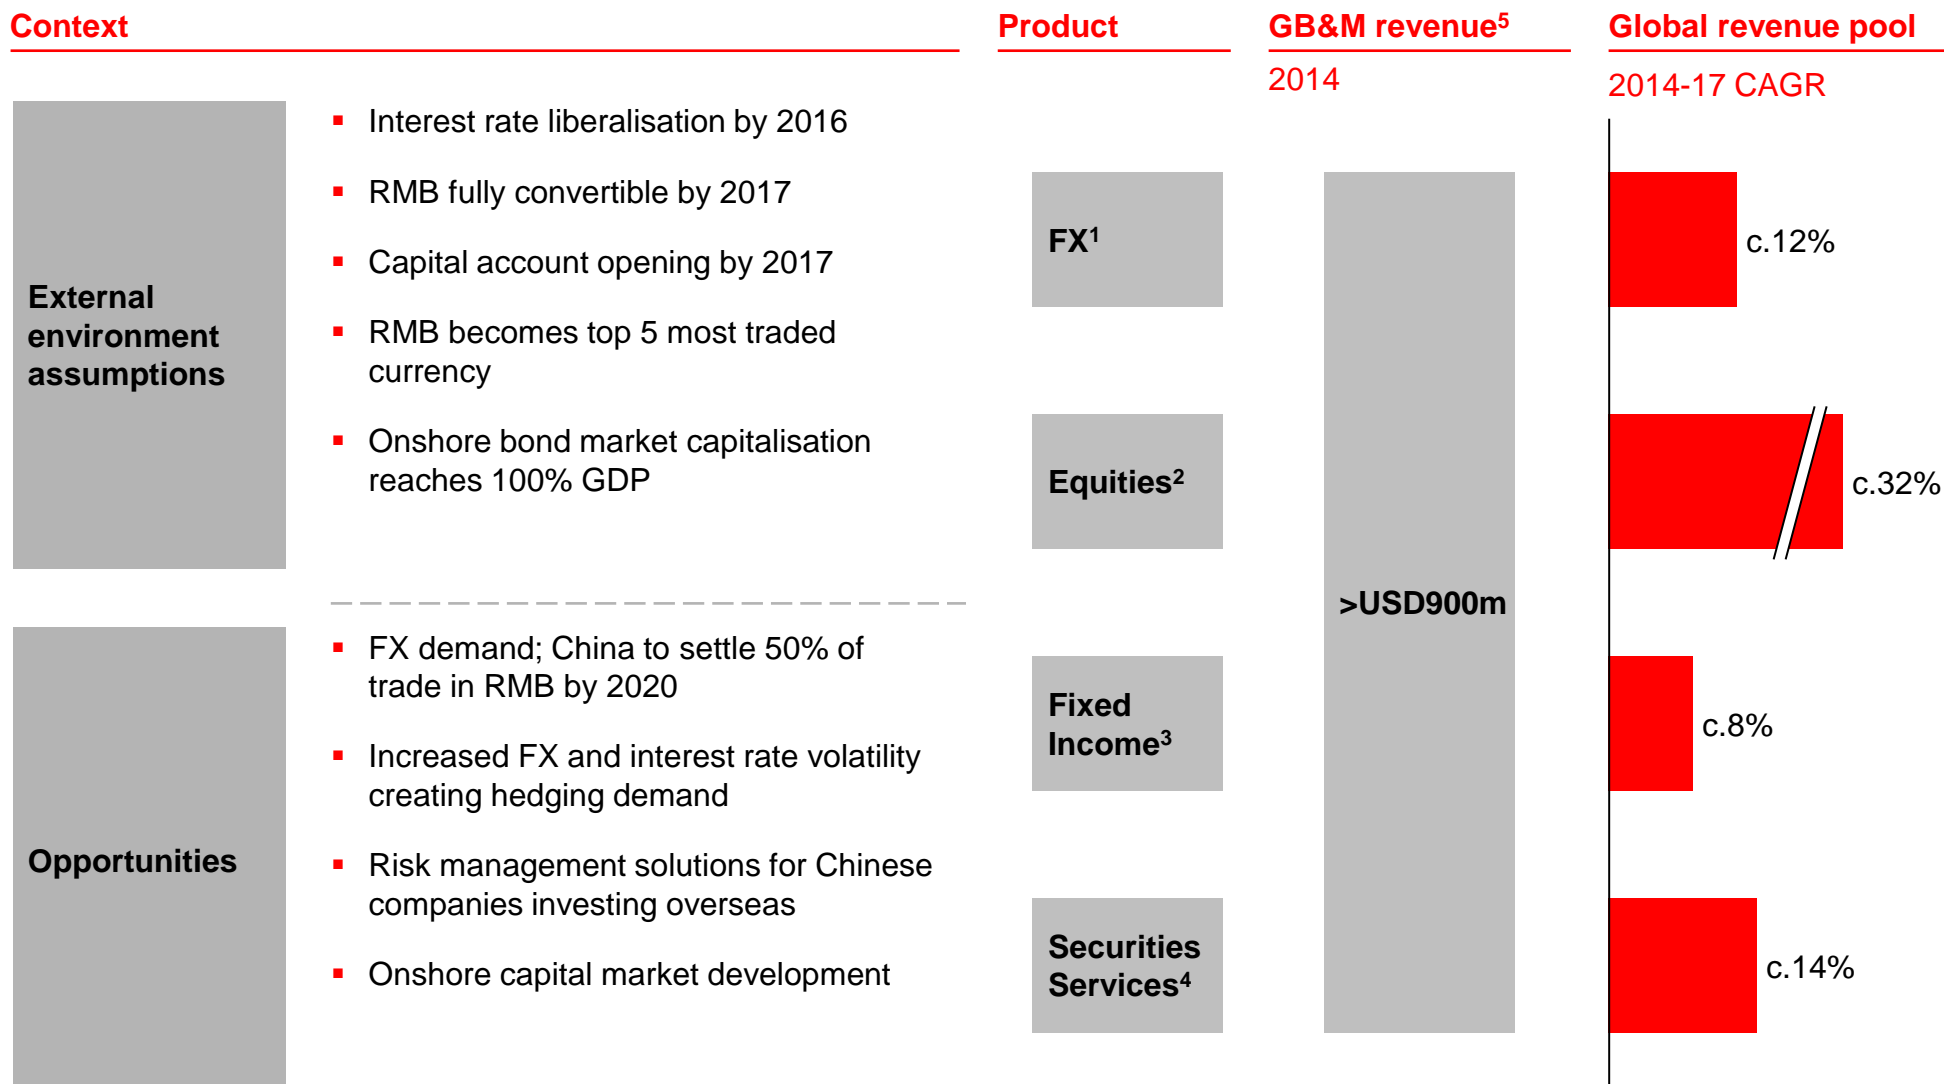 Context
Product
GB&M revenue⁵
Global revenue pool
2014
2014-17 CAGR
External
environment
assumptions
▪ Interest rate liberalisation by 2016
▪ RMB fully convertible by 2017
▪ Capital account opening by 2017
▪ RMB becomes top 5 most traded
currency
▪ Onshore bond market capitalisation
reaches 100% GDP
Opportunities
▪ FX demand; China to settle 50% of
trade in RMB by 2020
▪ Increased FX and interest rate volatility
creating hedging demand
▪ Risk management solutions for Chinese
companies investing overseas
▪ Onshore capital market development
FX¹
Equities²
Fixed
Income³
Securities
Services⁴
>USD900m
c.12%
c.32%
c.8%
c.14%